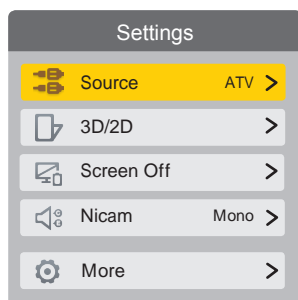 Settings
Source ATV
3D/2D
Screen Off
Nicam Mono
More